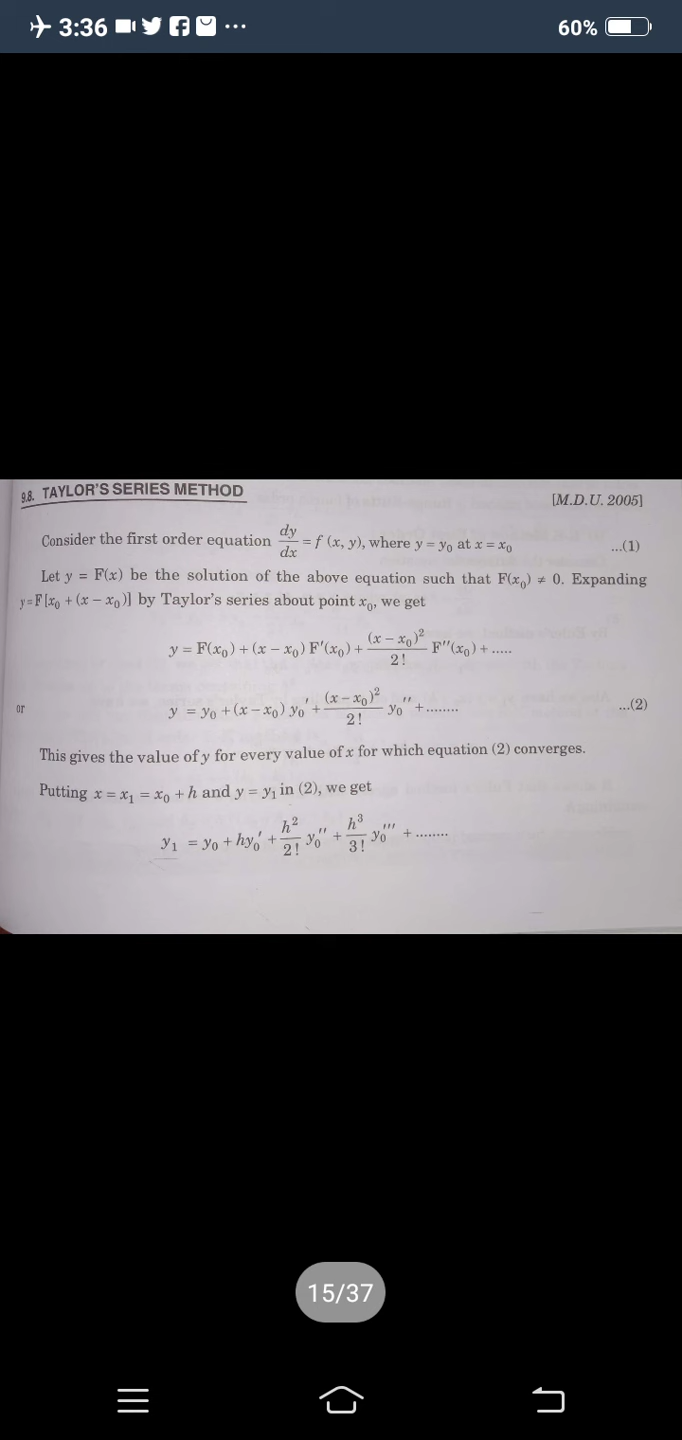 3:36
60%
9.8. TAYLOR'S SERIES METHOD
[M.D.U. 2005]
Consider the first order equation dy/dx = f (x, y), where y = y₀ at x = x₀ ...(1)
Let y = F(x) be the solution of the above equation such that F(x₀) ≠ 0. Expanding
y=F[x₀ + (x – x₀)] by Taylor's series about point x₀, we get
y = F(x₀) + (x – x₀) F′(x₀) + (x – x₀)²/2! F′′(x₀) + .....
or y = y₀ + (x – x₀) y₀′ + (x – x₀)²/2! y₀′′ + ........ ...(2)
This gives the value of y for every value of x for which equation (2) converges.
Putting x = x₁ = x₀ + h and y = y₁ in (2), we get
y₁ = y₀ + hy₀′ + h²/2! y₀′′ + h³/3! y₀′′′ + ........
15/37